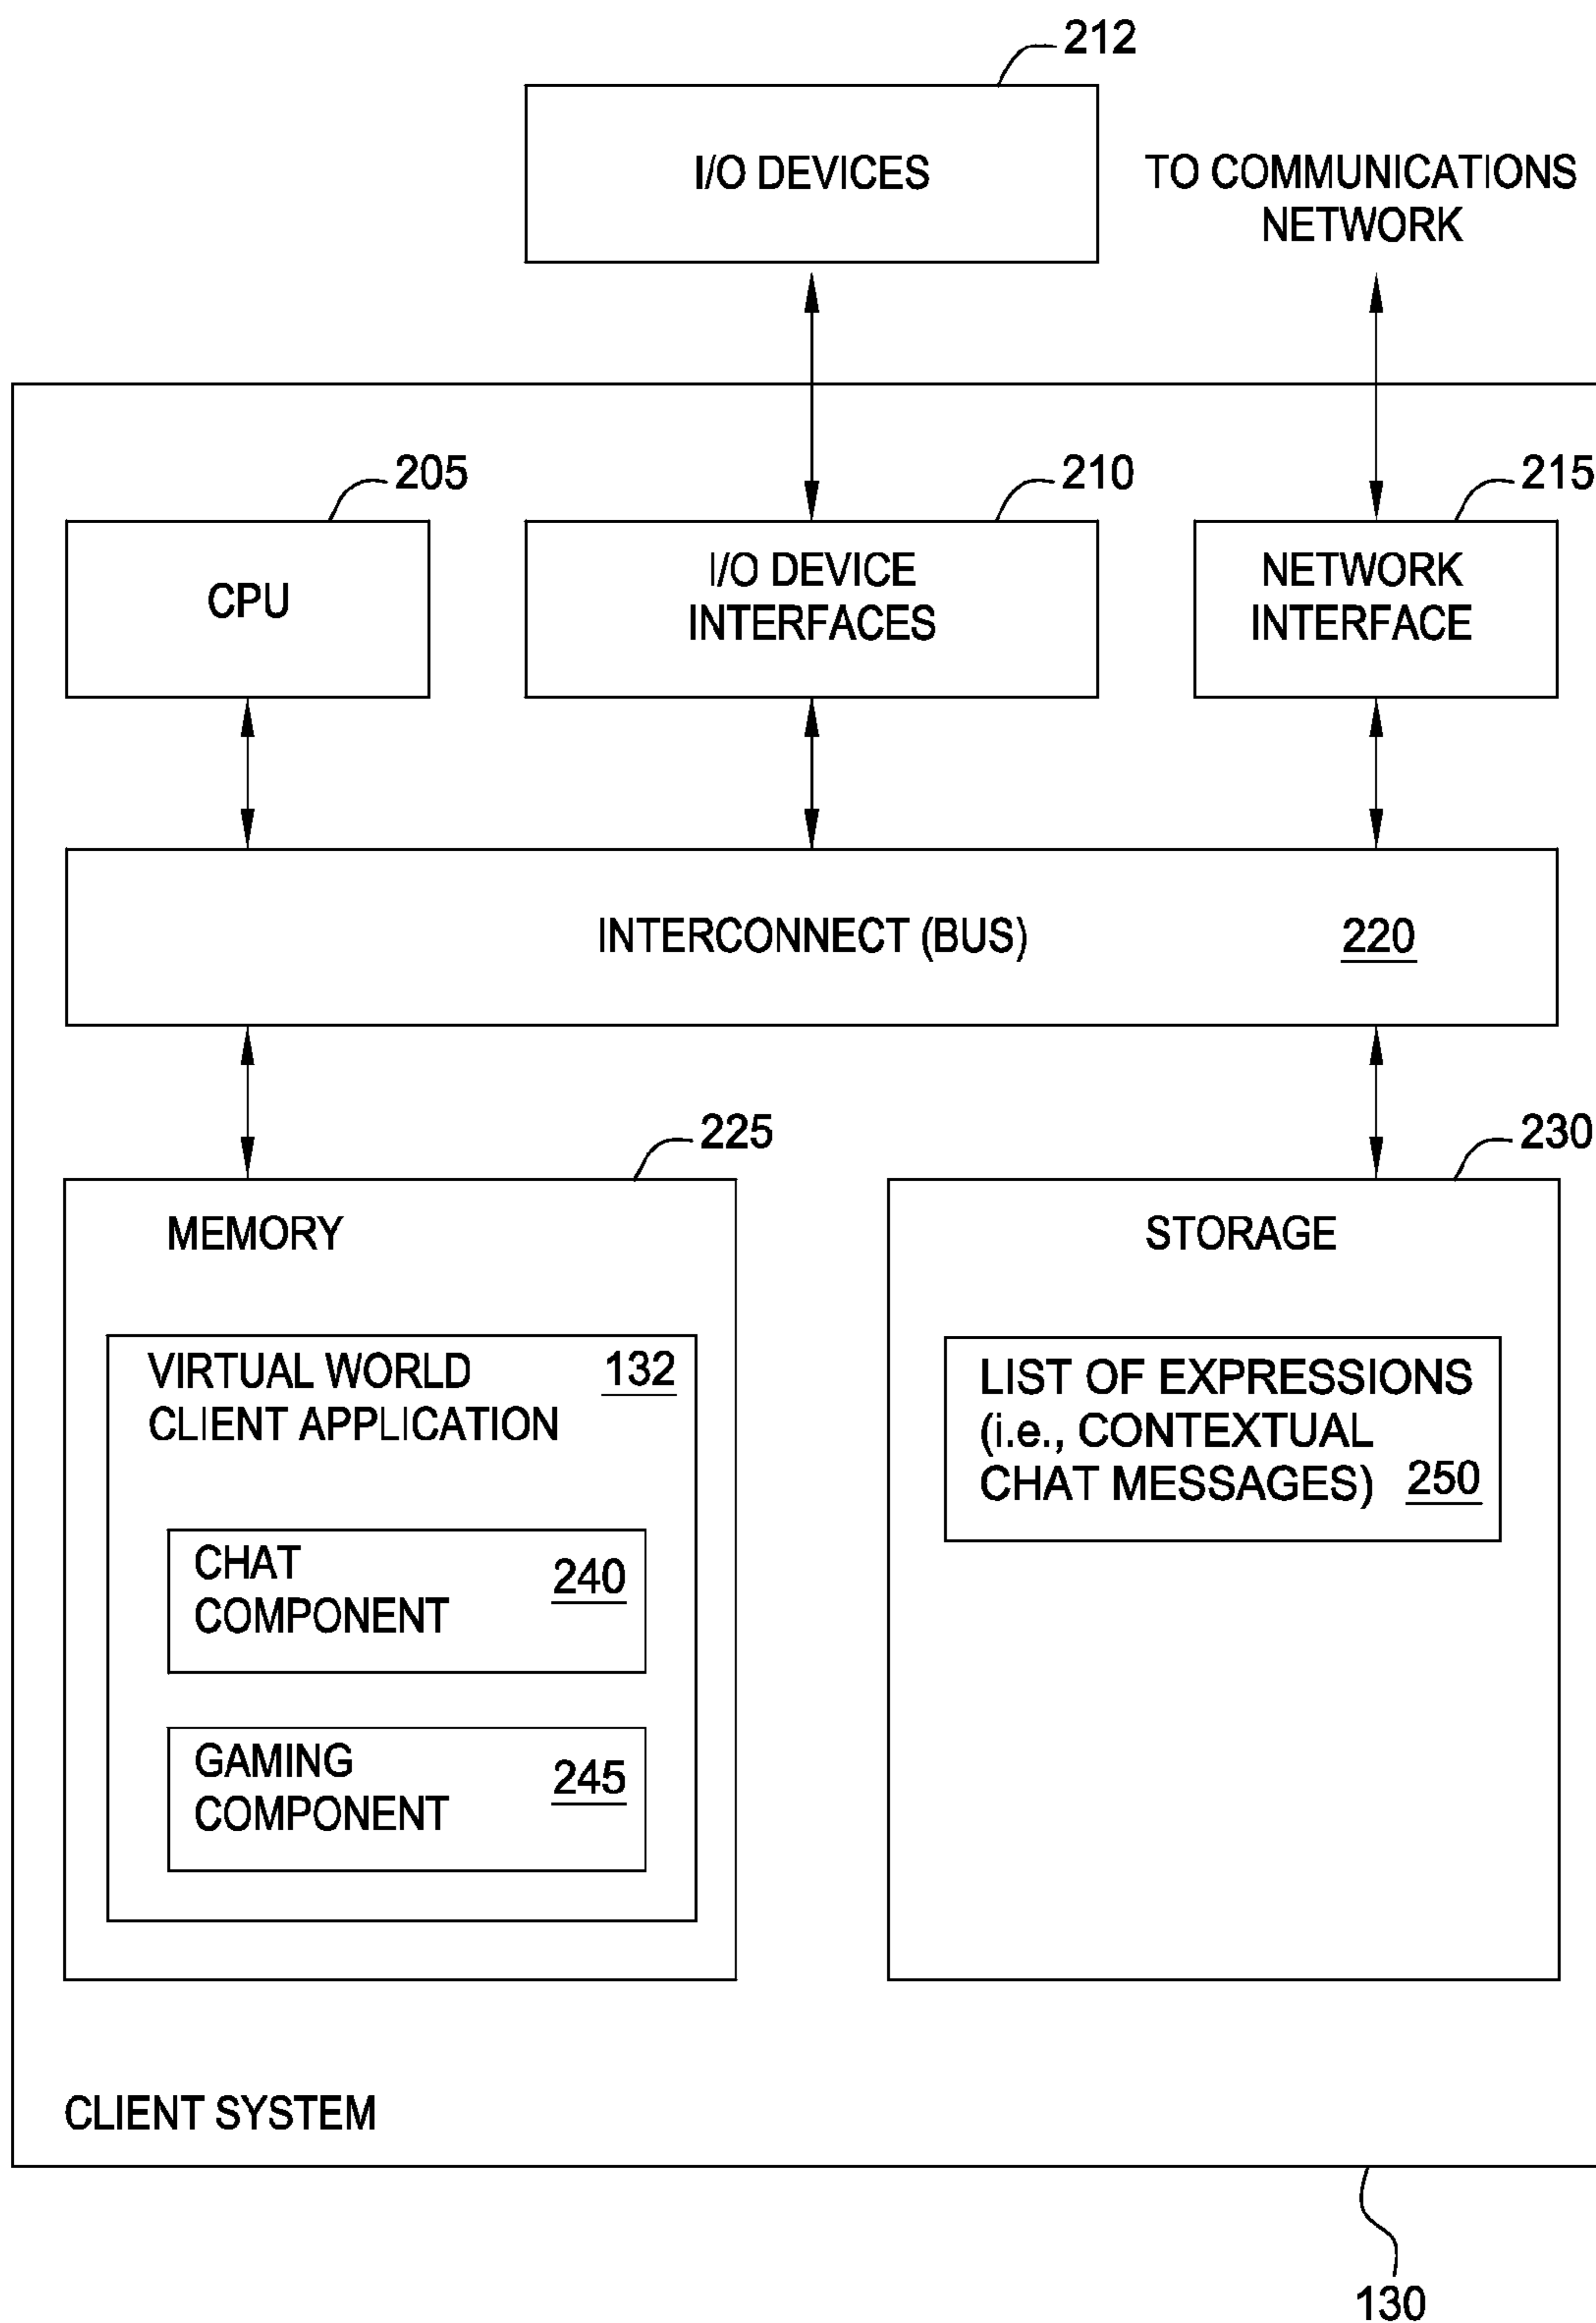 212
I/O DEVICES
TO COMMUNICATIONS
NETWORK
205
210
215
CPU
I/O DEVICE
INTERFACES
NETWORK
INTERFACE
INTERCONNECT (BUS)
220
225
230
MEMORY
VIRTUAL WORLD
132
CLIENT APPLICATION
CHAT
COMPONENT
240
GAMING
COMPONENT
245
STORAGE
LIST OF EXPRESSIONS
(i.e., CONTEXTUAL
CHAT MESSAGES)
250
CLIENT SYSTEM
130